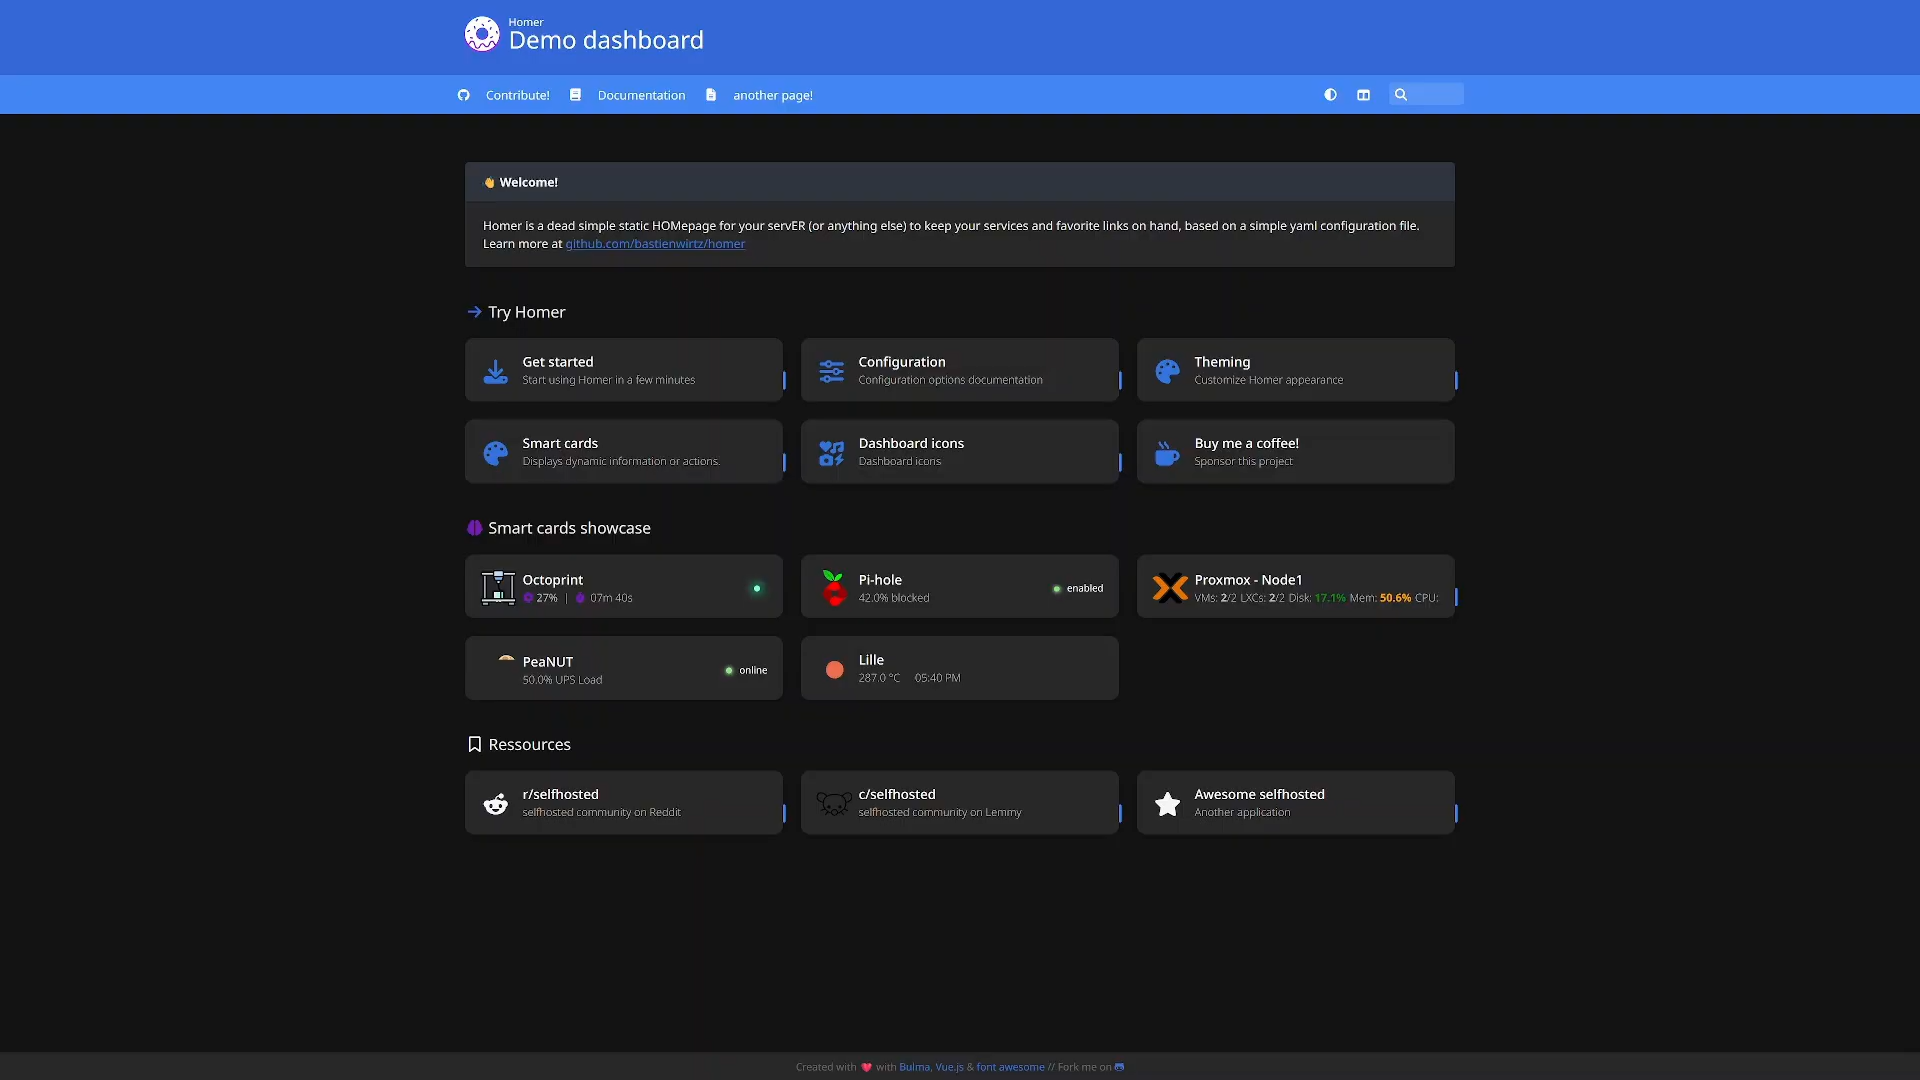 Homer
Demo dashboard
Contribute! Documentation another page!
👋 Welcome!
Homer is a dead simple static HOMepage for your servER (or anything else) to keep your services and favorite links on hand, based on a simple yaml configuration file.
Learn more at github.com/bastienwirtz/homer
Try Homer
Get started
Start using Homer in a few minutes
Configuration
Configuration options documentation
Theming
Customize Homer appearance
Smart cards
Displays dynamic information or actions.
Dashboard icons
Dashboard icons
Buy me a coffee!
Sponsor this project
Smart cards showcase
Octoprint
27% | 07m 40s
Pi-hole
42.0% blocked
enabled
Proxmox - Node1
VMs: 2/2 LXCs: 2/2 Disk: 17.1% Mem: 50.6% CPU:
PeaNUT
50.0% UPS Load
online
Lille
287.0 °C 05:40 PM
Ressources
r/selfhosted
selfhosted community on Reddit
c/selfhosted
selfhosted community on Lemmy
Awesome selfhosted
Another application
Created with ❤️ with Bulma, Vue.js & font awesome // Fork me on